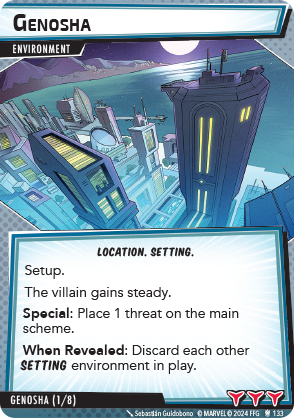 Genosha
ENVIRONMENT
LOCATION. SETTING.
Setup.
The villain gains steady.
Special: Place 1 threat on the main
scheme.
When Revealed: Discard each other
SETTING environment in play.
GENOSHA (1/8)
Sebastián Guidobono © MARVEL © 2024 FFG 133